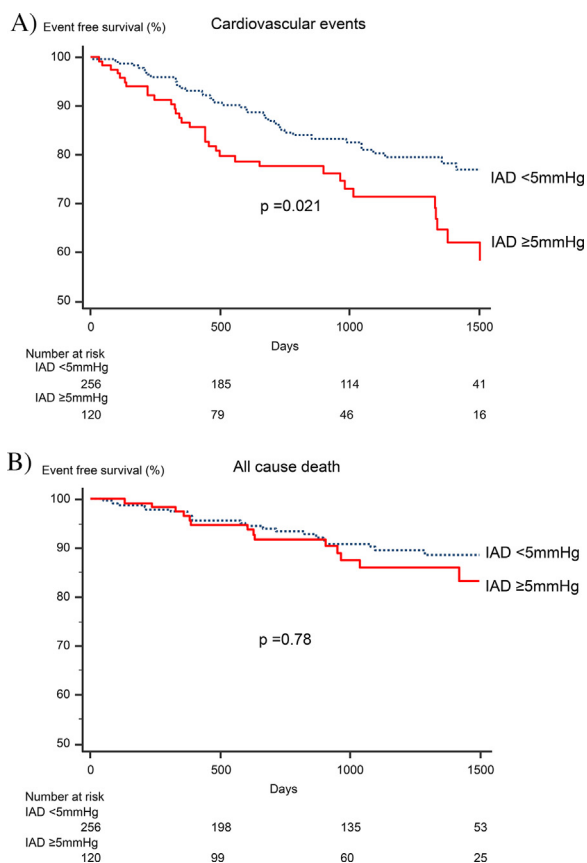 A)
Event free survival (%)
Cardiovascular events
100
90
80
70
60
50
IAD <5mmHg
p =0.021
IAD ≥5mmHg
0 500 1000 1500
Days
Number at risk
IAD <5mmHg
256 185 114 41
IAD ≥5mmHg
120 79 46 16
B)
Event free survival (%)
All cause death
100
90
80
70
60
50
IAD <5mmHg
IAD ≥5mmHg
p =0.78
0 500 1000 1500
Days
Number at risk
IAD <5mmHg
256 198 135 53
IAD ≥5mmHg
120 99 60 25